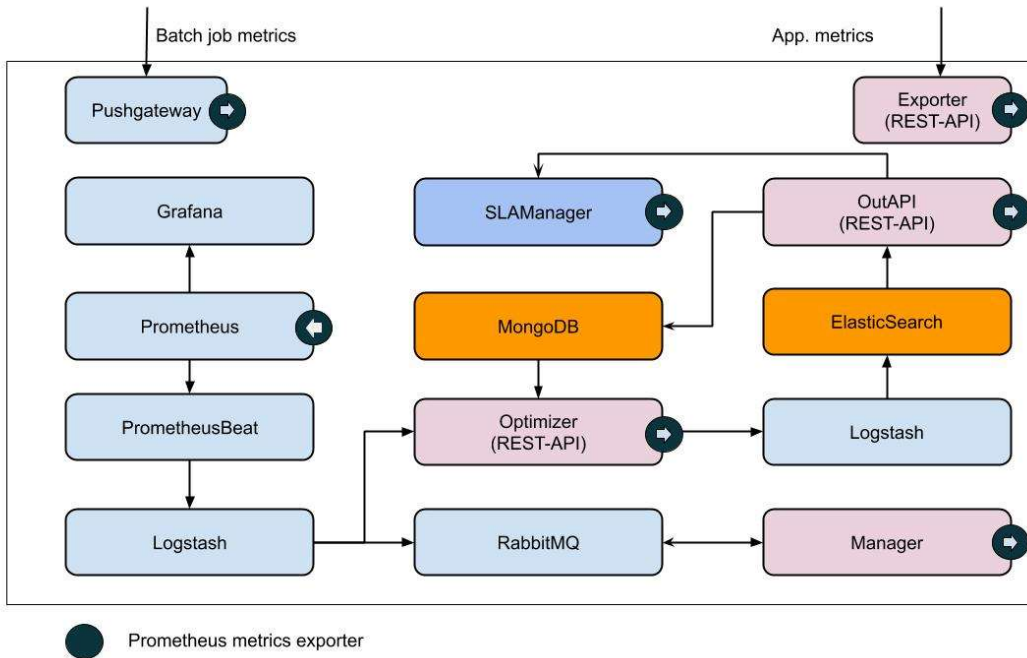 Batch job metrics
App. metrics
Pushgateway
Exporter
(REST-API)
Grafana
SLAManager
OutAPI
(REST-API)
Prometheus
MongoDB
ElasticSearch
PrometheusBeat
Optimizer
(REST-API)
Logstash
Logstash
RabbitMQ
Manager
Prometheus metrics exporter